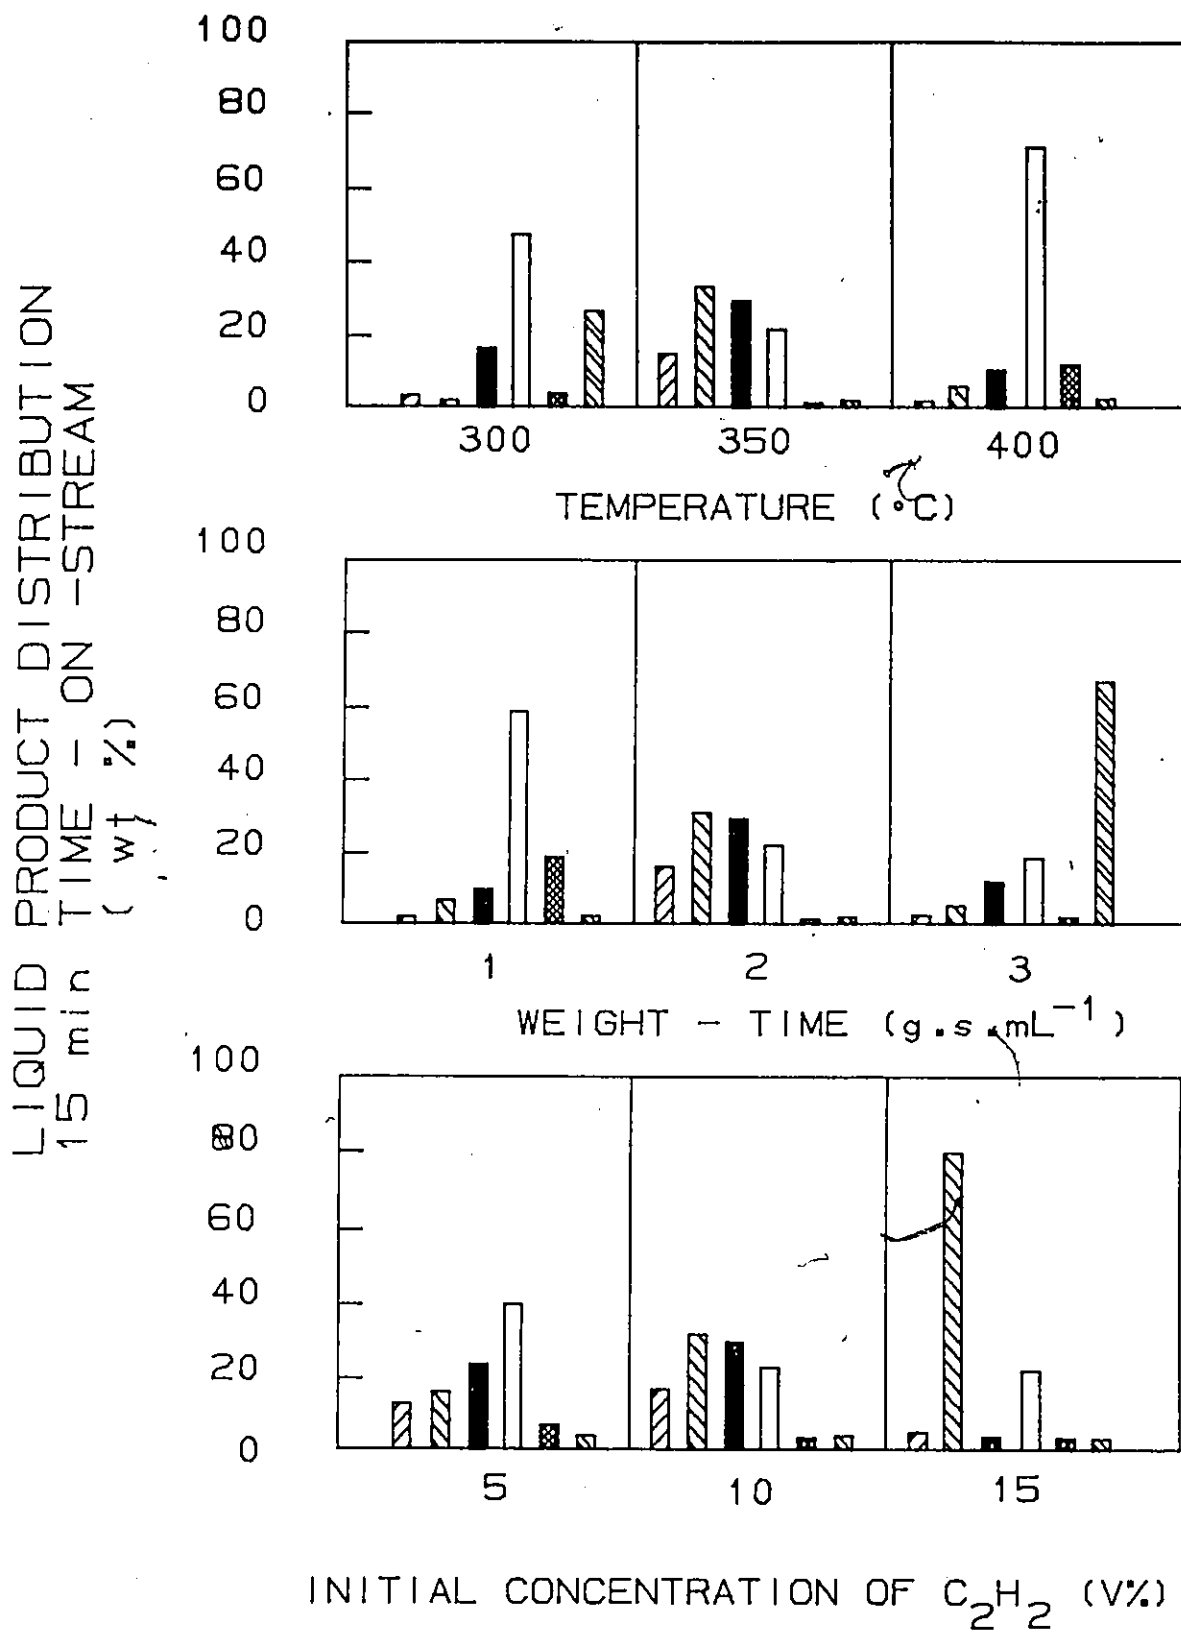 LIQUID PRODUCT DISTRIBUTION
15 min TIME - ON -STREAM
( wt %)
100
80
60
40
20
0
300 350 400
TEMPERATURE (°C)
100
80
60
40
20
0
1 2 3
WEIGHT - TIME (g.s.mL⁻¹)
100
80
60
40
20
0
5 10 15
INITIAL CONCENTRATION OF C₂H₂ (V%)